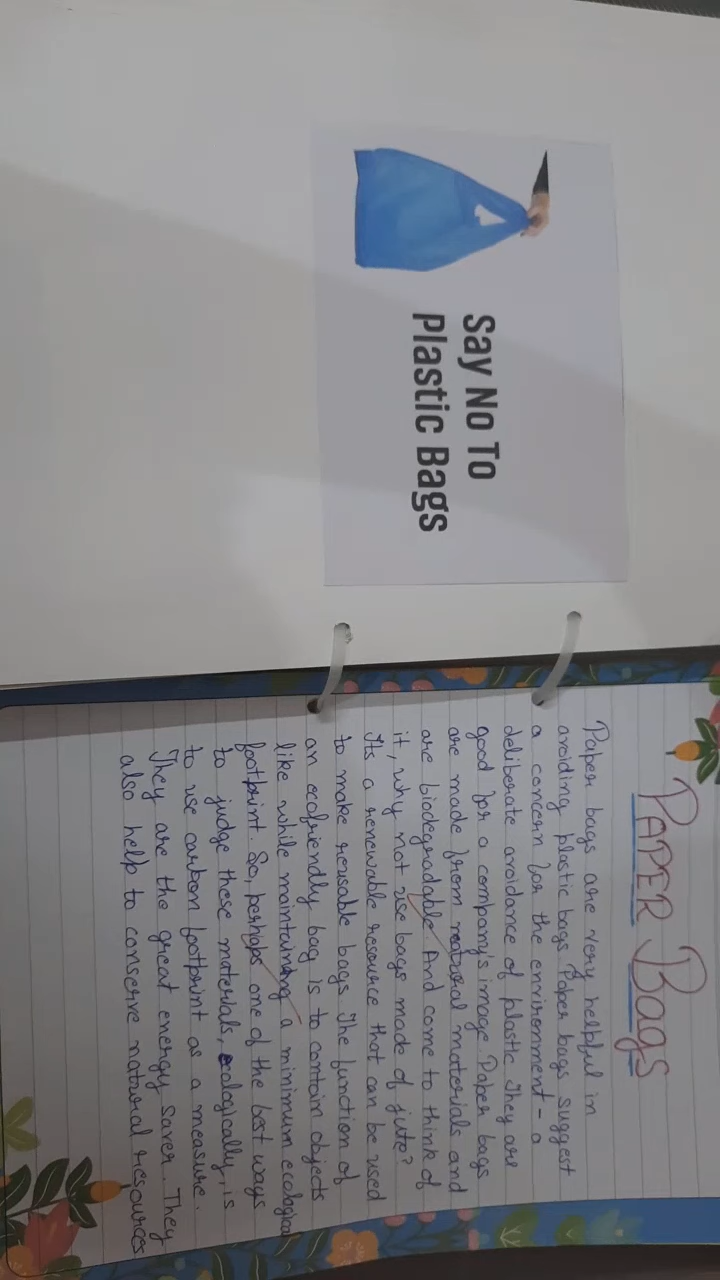 Say No To
Plastic Bags
PAPER BAGS
Paper bags are very helpful in
avoiding plastic bags. Paper bags suggest
a concern for the environment - a
deliberate avoidance of plastic. They are
good for a company's image. Paper bags
are made from natural materials and
are biodegradable. And come to think of
it, why not use bags made of jute?
Its a renewable resource that can be used
to make reusable bags. The function of
an ecofriendly bag is to contain objects
like while maintaining a minimum ecological
footprint. So, perhaps one of the best ways
to judge these materials, ecologically, is
to use carbon footprint as a measure.
They are the great energy saver. They
also help to conserve natural resources